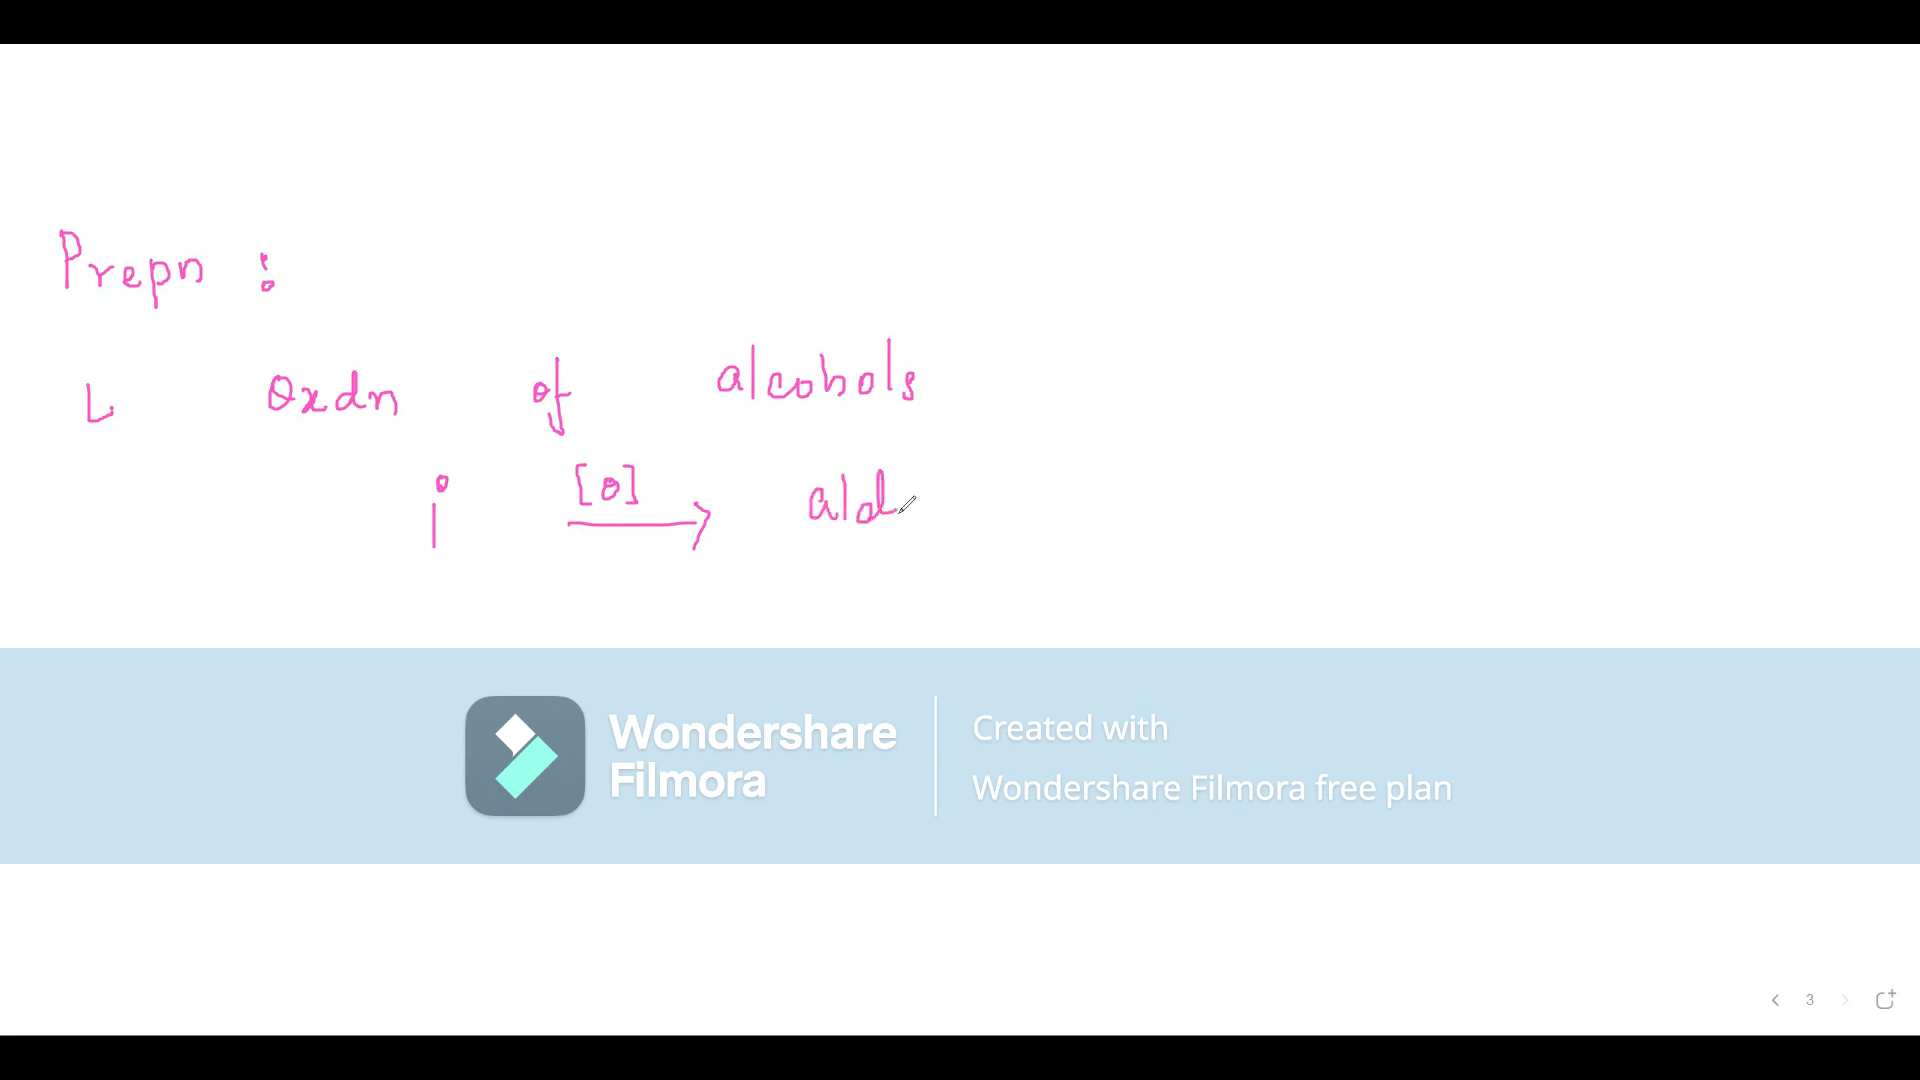 Prepn :
1. Oxdn of alcohols
1° [O] → ald
Wondershare Filmora
Created with
Wondershare Filmora free plan
3